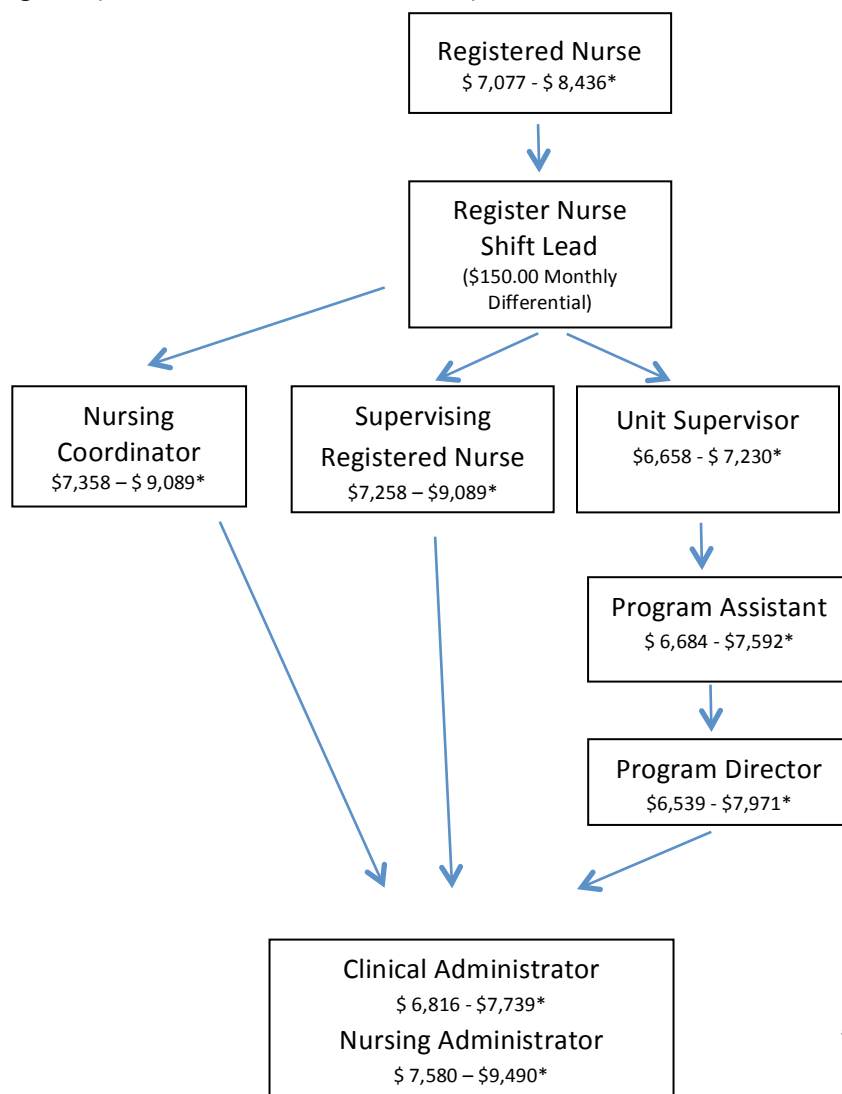 Registered Nurse
$ 7,077 - $ 8,436*
Register Nurse
Shift Lead
($150.00 Monthly
Differential)
Nursing
Coordinator
$7,358 – $ 9,089*
Supervising
Registered Nurse
$7,258 – $9,089*
Unit Supervisor
$6,658 - $ 7,230*
Program Assistant
$ 6,684 - $7,592*
Program Director
$6,539 - $7,971*
Clinical Administrator
$ 6,816 - $7,739*
Nursing Administrator
$ 7,580 – $9,490*